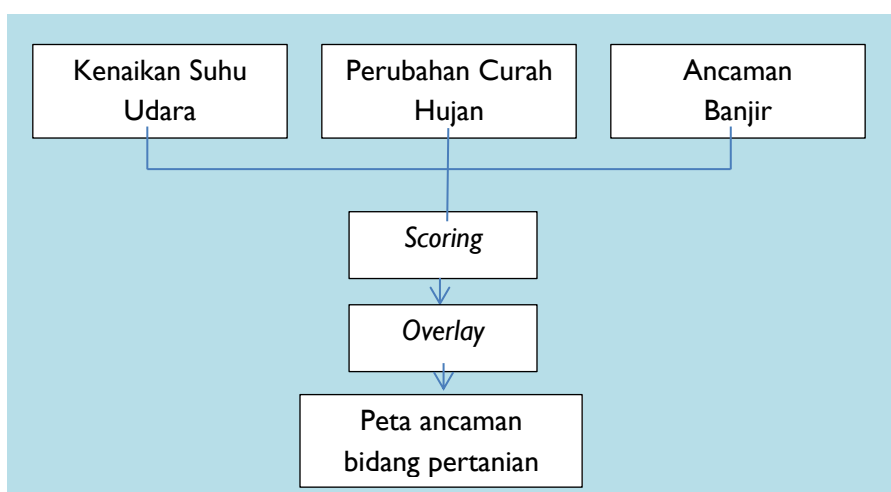 Kenaikan Suhu
Udara
Perubahan Curah
Hujan
Ancaman
Banjir
Scoring
Overlay
Peta ancaman
bidang pertanian